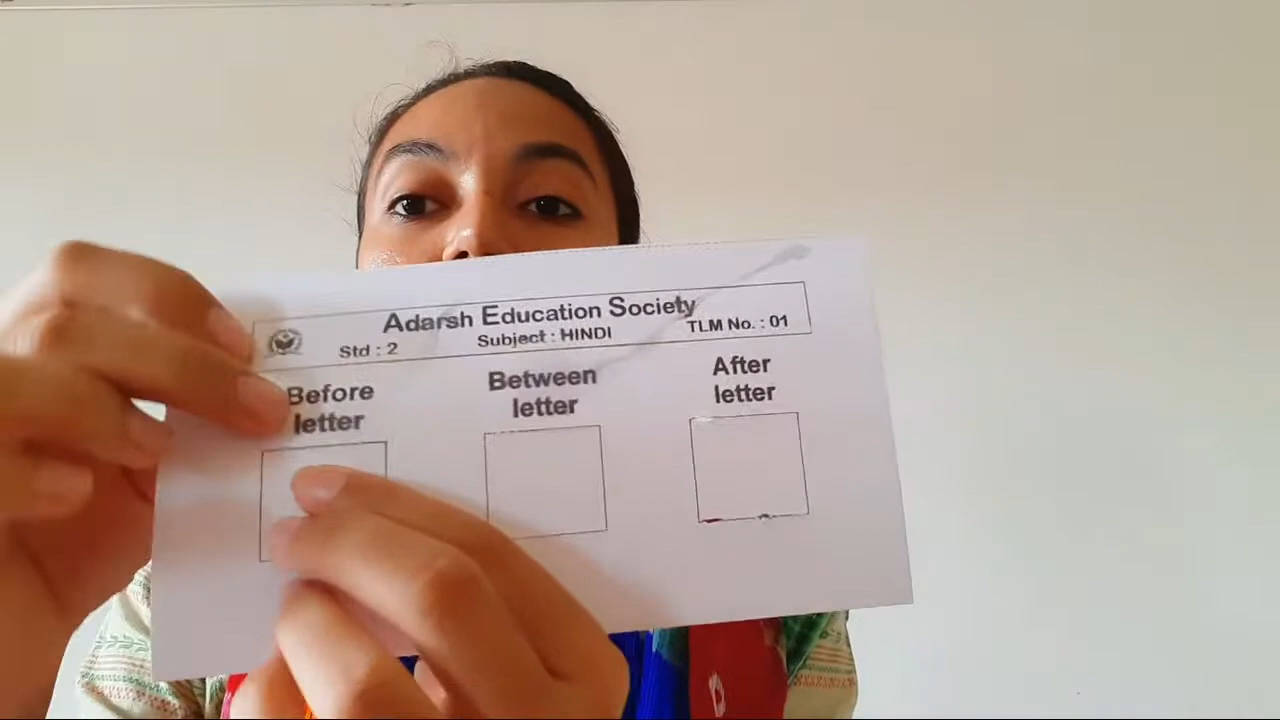 Adarsh Education Society
Std : 2 Subject : HINDI TLM No. : 01
Before letter
Between letter
After letter